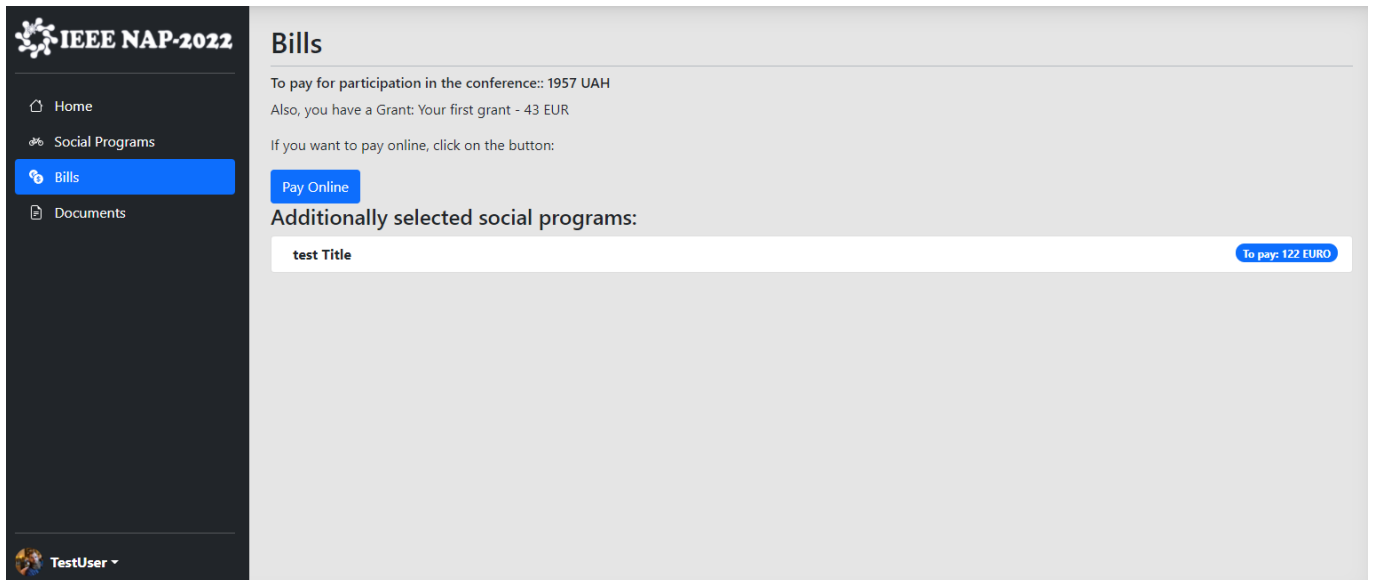 IEEE NAP-2022
Home
Social Programs
Bills
Documents
TestUser
Bills
To pay for participation in the conference:: 1957 UAH
Also, you have a Grant: Your first grant - 43 EUR
If you want to pay online, click on the button:
Pay Online
Additionally selected social programs:
test Title To pay: 122 EURO